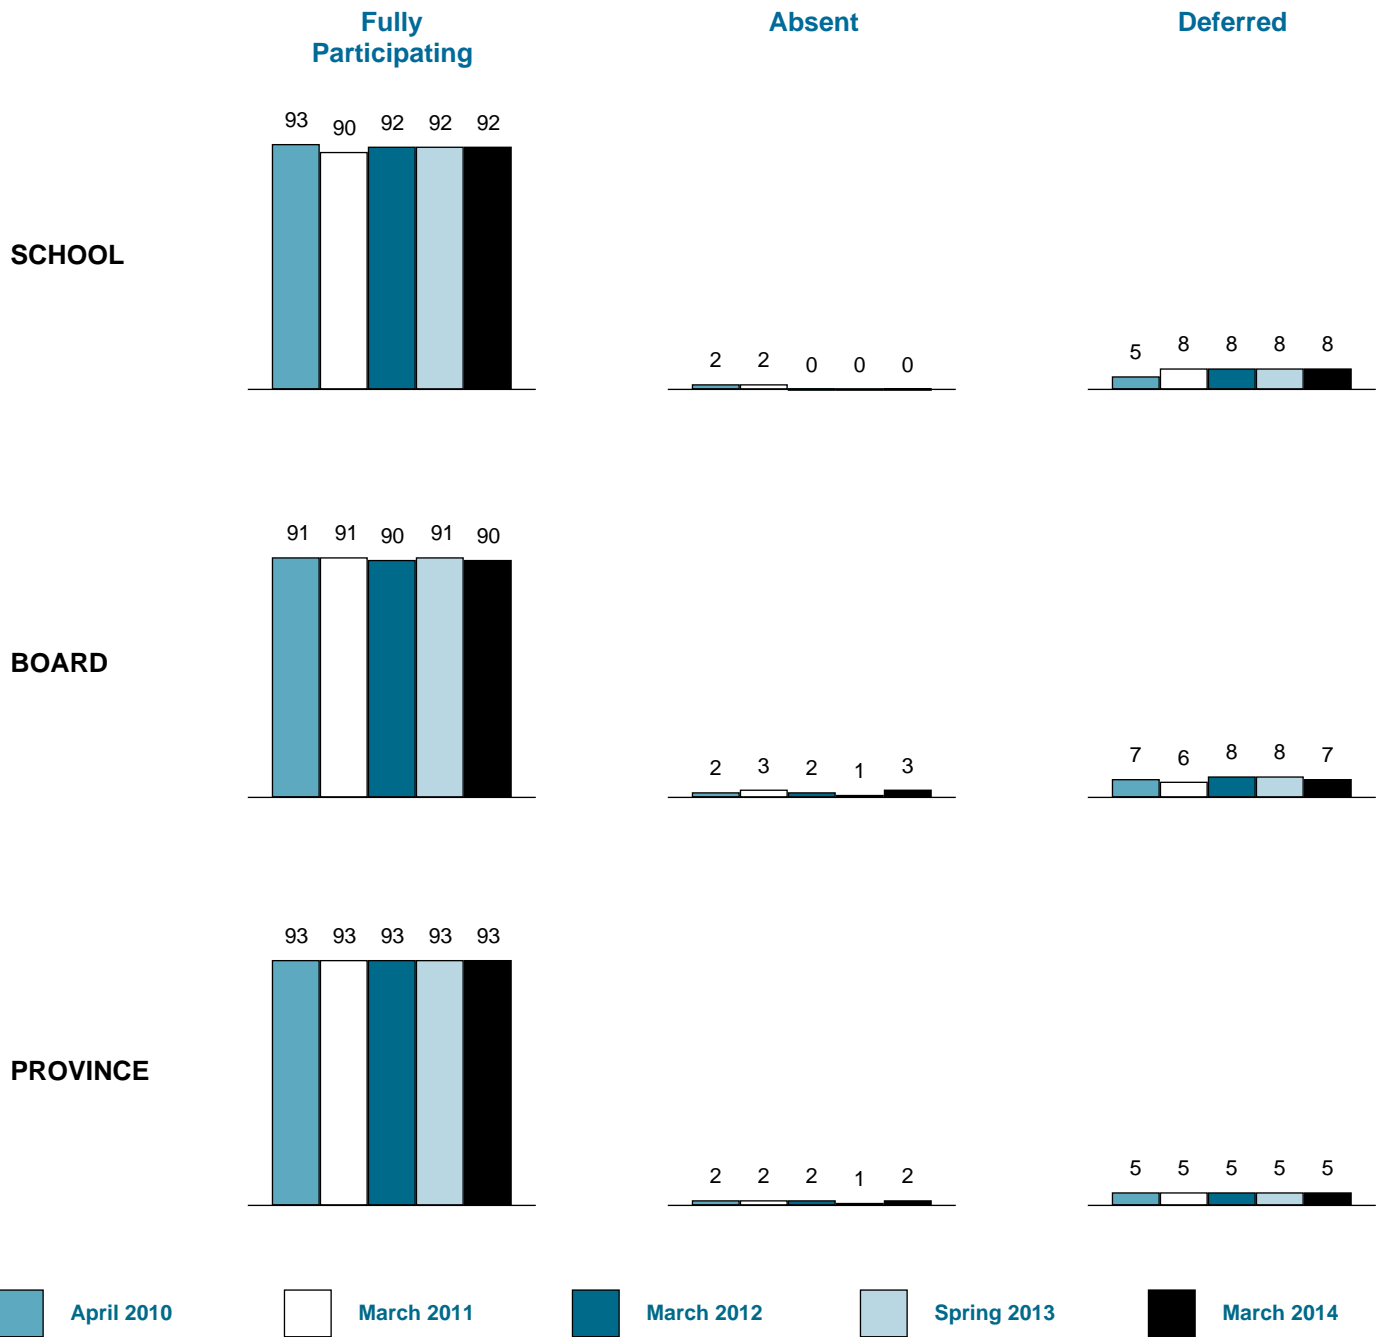 Fully
Participating
Absent
Deferred
SCHOOL
93 90 92 92 92
2 2 0 0 0
5 8 8 8 8
BOARD
91 91 90 91 90
2 3 2 1 3
7 6 8 8 7
PROVINCE
93 93 93 93 93
2 2 2 1 2
5 5 5 5 5
April 2010
March 2011
March 2012
Spring 2013
March 2014